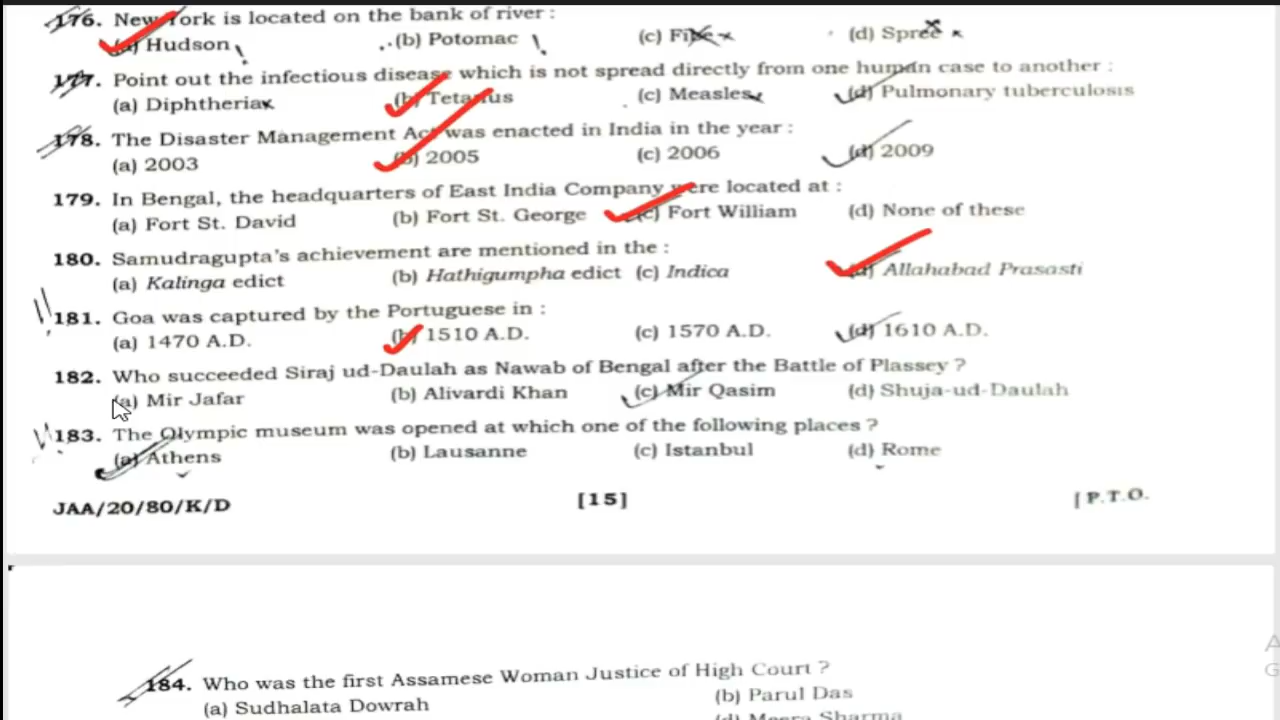 176. New York is located on the bank of river :
(a) Hudson (b) Potomac (c) Fibe (d) Spree
177. Point out the infectious disease which is not spread directly from one human case to another :
(a) Diphtheria (b) Tetanus (c) Measles (d) Pulmonary tuberculosis
178. The Disaster Management Act was enacted in India in the year :
(a) 2003 (b) 2005 (c) 2006 (d) 2009
179. In Bengal, the headquarters of East India Company were located at :
(a) Fort St. David (b) Fort St. George (c) Fort William (d) None of these
180. Samudragupta's achievement are mentioned in the :
(a) Kalinga edict (b) Hathigumpha edict (c) Indica (d) Allahabad Prasasti
181. Goa was captured by the Portuguese in :
(a) 1470 A.D. (b) 1510 A.D. (c) 1570 A.D. (d) 1610 A.D.
182. Who succeeded Siraj ud-Daulah as Nawab of Bengal after the Battle of Plassey ?
(a) Mir Jafar (b) Alivardi Khan (c) Mir Qasim (d) Shuja-ud-Daulah
183. The Olympic museum was opened at which one of the following places ?
(a) Athens (b) Lausanne (c) Istanbul (d) Rome
JAA/20/80/K/D [15] [ P.T.O.
184. Who was the first Assamese Woman Justice of High Court ?
(a) Sudhalata Dowrah (b) Parul Das
(d) Meera Sharma